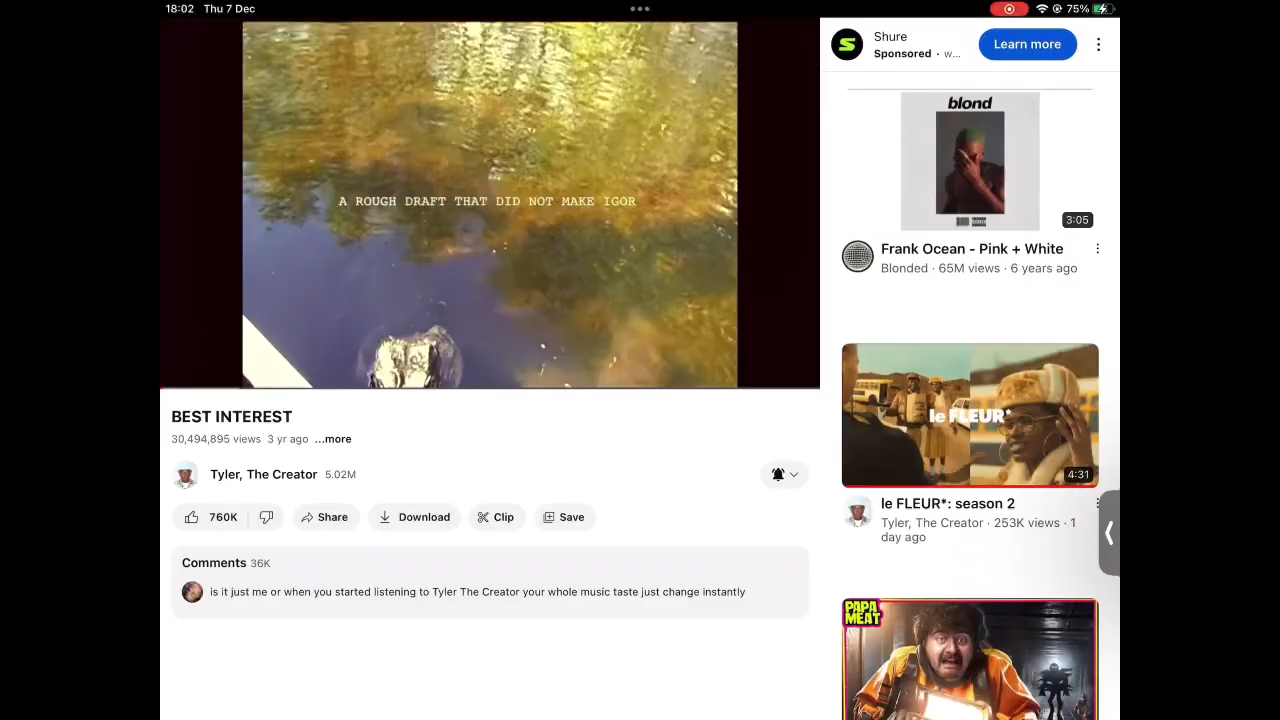 18:02 Thu 7 Dec
75%
A ROUGH DRAFT THAT DID NOT MAKE IGOR
BEST INTEREST
30,494,895 views 3 yr ago ...more
Tyler, The Creator 5.02M
760K Share Download Clip Save
Comments 36K
is it just me or when you started listening to Tyler The Creator your whole music taste just change instantly
Shure
Sponsored · w...
Learn more
blond
3:05
Frank Ocean - Pink + White
Blonded · 65M views · 6 years ago
le FLEUR*
4:31
le FLEUR*: season 2
Tyler, The Creator · 253K views · 1
day ago
PAPA
MEAT